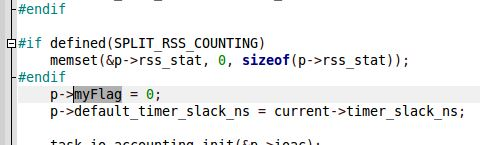 #endif
#if defined(SPLIT_RSS_COUNTING)
memset(&p->rss_stat, 0, sizeof(p->rss_stat));
#endif
p->myFlag = 0;
p->default_timer_slack_ns = current->timer_slack_ns;
task_io_accounting_init(&p->ioac);